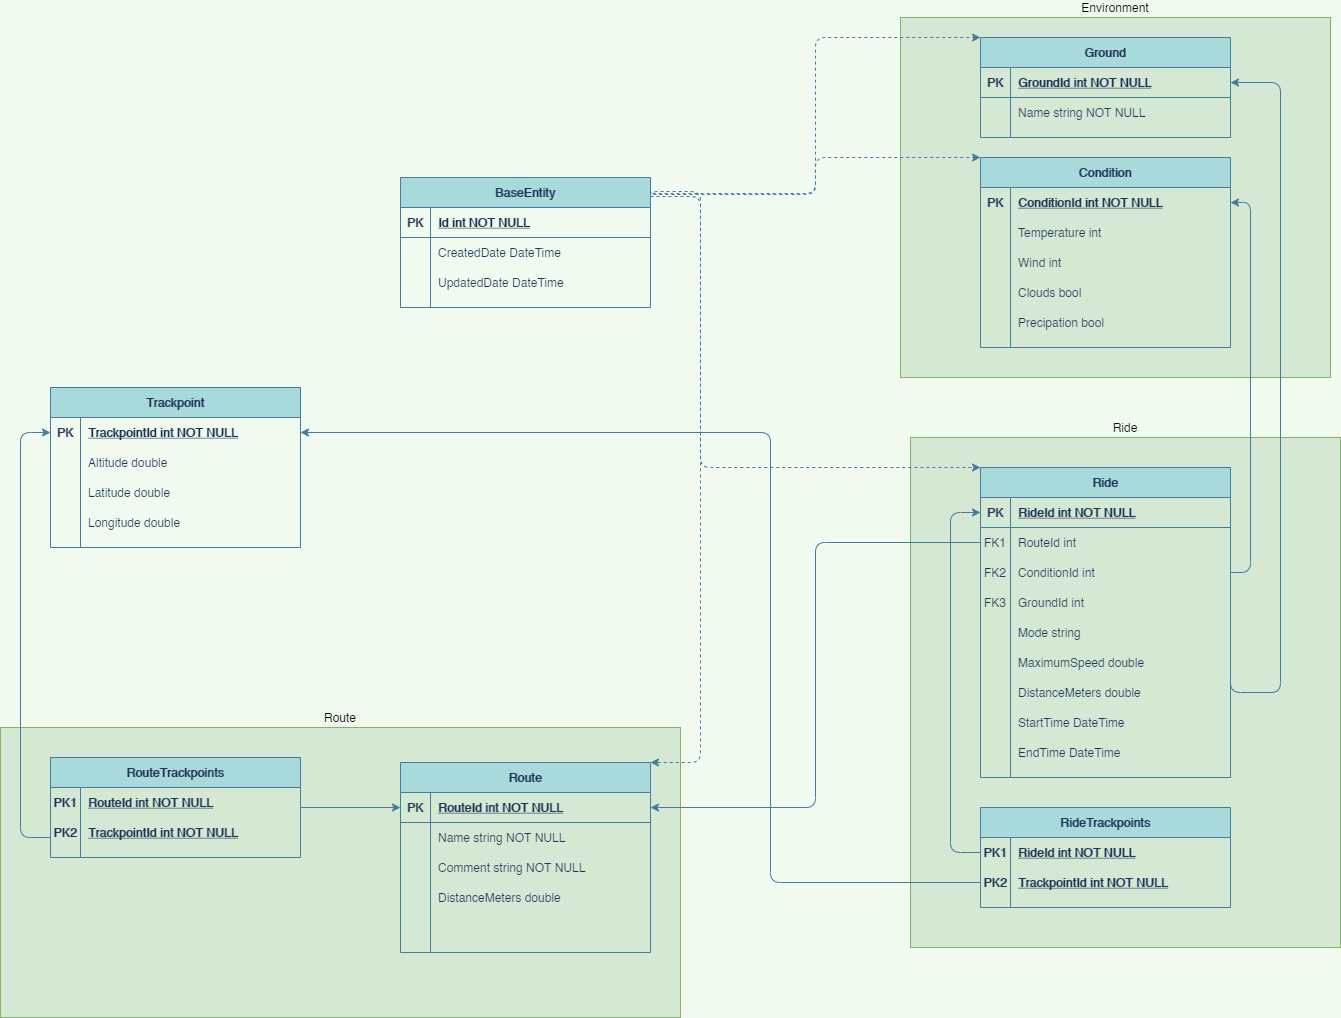 Environment
Ground
PK GroundId int NOT NULL
Name string NOT NULL
Condition
PK ConditionId int NOT NULL
Temperature int
Wind int
Clouds bool
Precipation bool
BaseEntity
PK Id int NOT NULL
CreatedDate DateTime
UpdatedDate DateTime
Trackpoint
PK TrackpointId int NOT NULL
Altitude double
Latitude double
Longitude double
Ride
Ride
PK RideId int NOT NULL
FK1 RouteId int
FK2 ConditionId int
FK3 GroundId int
Mode string
MaximumSpeed double
DistanceMeters double
StartTime DateTime
EndTime DateTime
Route
RouteTrackpoints
PK1 RouteId int NOT NULL
PK2 TrackpointId int NOT NULL
Route
PK RouteId int NOT NULL
Name string NOT NULL
Comment string NOT NULL
DistanceMeters double
RideTrackpoints
PK1 RideId int NOT NULL
PK2 TrackpointId int NOT NULL